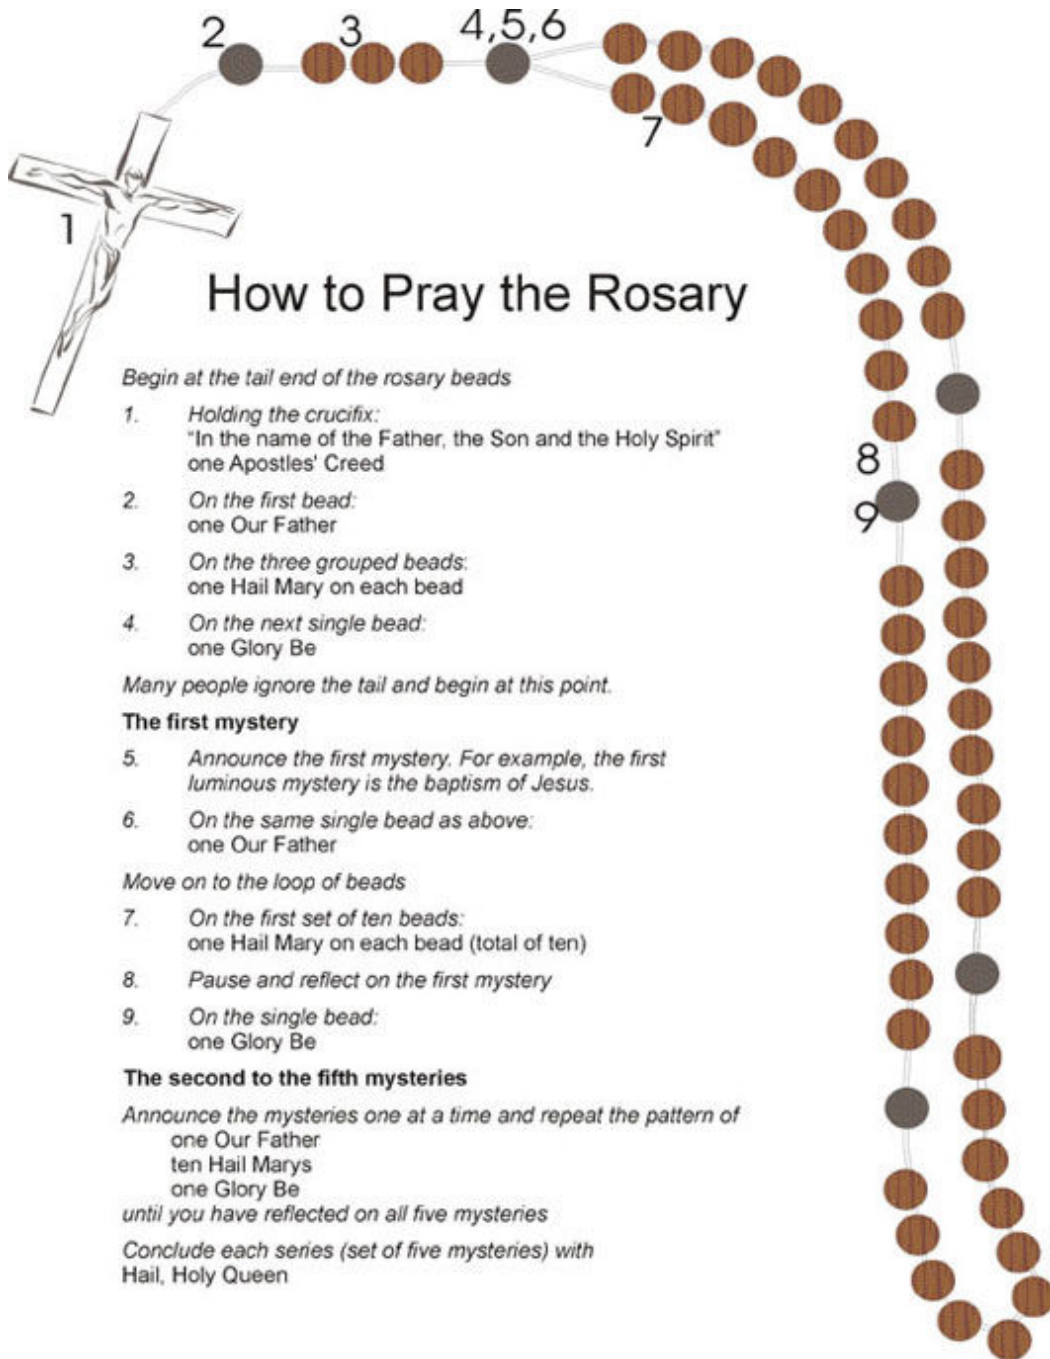 2
3
4,5,6
7
1
How to Pray the Rosary
Begin at the tail end of the rosary beads
1. Holding the crucifix:
"In the name of the Father, the Son and the Holy Spirit"
one Apostles' Creed
2. On the first bead:
one Our Father
3. On the three grouped beads:
one Hail Mary on each bead
8
9
4. On the next single bead:
one Glory Be
Many people ignore the tail and begin at this point.
The first mystery
5. Announce the first mystery. For example, the first
luminous mystery is the baptism of Jesus.
6. On the same single bead as above:
one Our Father
Move on to the loop of beads
7. On the first set of ten beads:
one Hail Mary on each bead (total of ten)
8. Pause and reflect on the first mystery
9. On the single bead:
one Glory Be
The second to the fifth mysteries
Announce the mysteries one at a time and repeat the pattern of
one Our Father
ten Hail Marys
one Glory Be
until you have reflected on all five mysteries
Conclude each series (set of five mysteries) with
Hail, Holy Queen